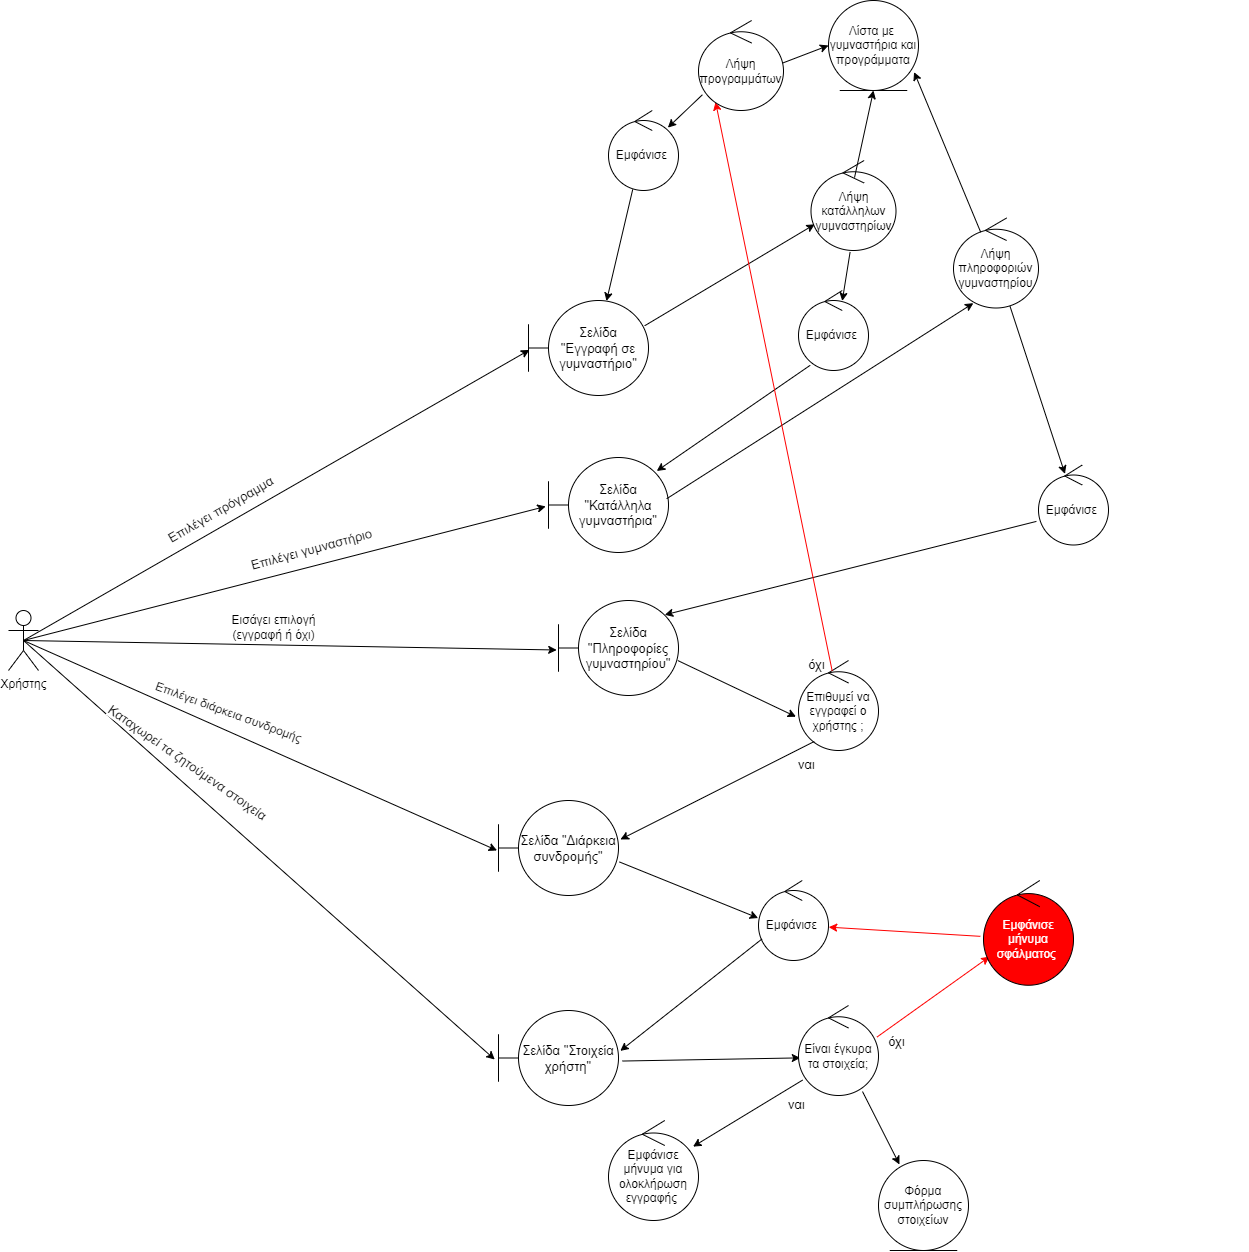 Λίστα με
γυμναστήρια και
προγράμματα
Λήψη
προγραμμάτων
Εμφάνισε
Λήψη
κατάλληλων
γυμναστηρίων
Λήψη
πληροφοριών
γυμναστηρίου
Σελίδα
"Εγγραφή σε
γυμναστήριο"
Εμφάνισε
Επιλέγει πρόγραμμα
Σελίδα
"Κατάλληλα
γυμναστήρια"
Εμφάνισε
Επιλέγει γυμναστήριο
Εισάγει επιλογή
(εγγραφή ή όχι)
Σελίδα
"Πληροφορίες
γυμναστηρίου"
Χρήστης
όχι
Επιθυμεί να
εγγραφεί ο
χρήστης ;
ναι
Επιλέγει διάρκεια συνδρομής
Καταχωρεί τα ζητούμενα στοιχεία
Σελίδα "Διάρκεια
συνδρομής"
Εμφάνισε
Εμφάνισε
μήνυμα
σφάλματος
Σελίδα "Στοιχεία
χρήστη"
Είναι έγκυρα
τα στοιχεία;
όχι
ναι
Εμφάνισε
μήνυμα για
ολοκλήρωση
εγγραφής
Φόρμα
συμπλήρωσης
στοιχείων